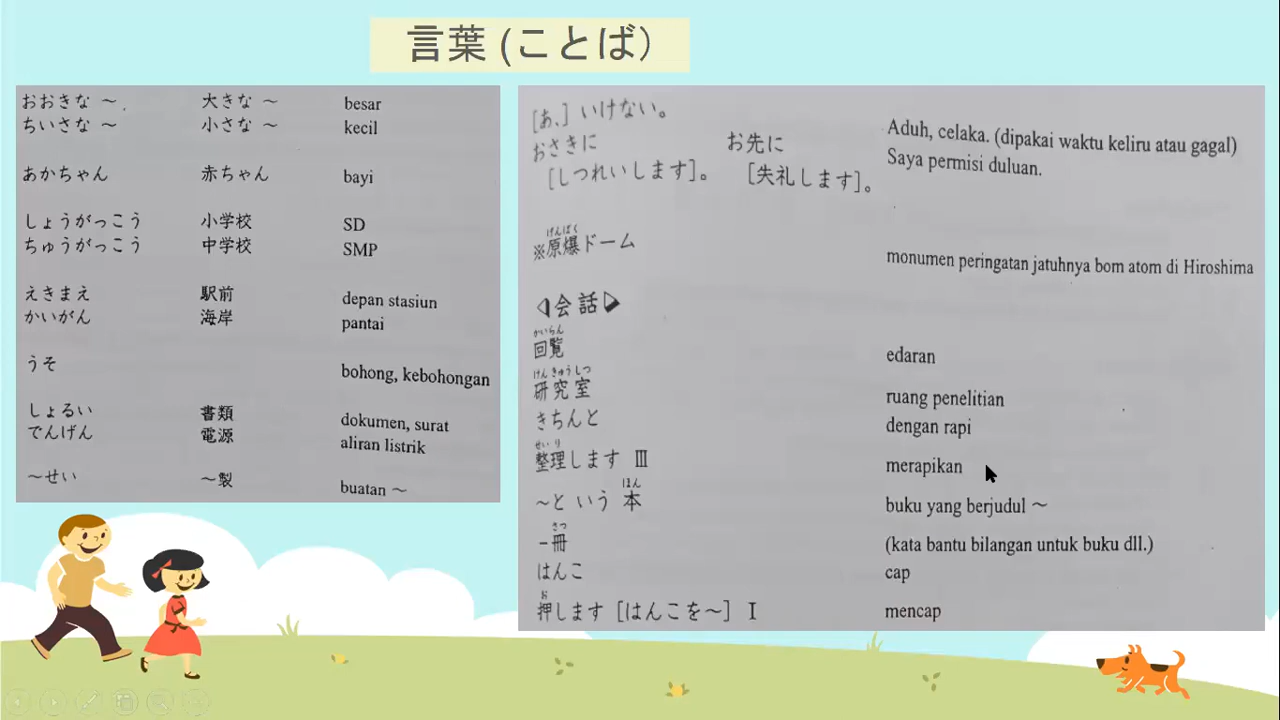 言葉 (ことば)
おおきな ~ 大きな ~ besar
ちいさな ~ 小さな ~ kecil
あかちゃん 赤ちゃん bayi
しょうがっこう 小学校 SD
ちゅうがっこう 中学校 SMP
えきまえ 駅前 depan stasiun
かいがん 海岸 pantai
うそ bohong, kebohongan
しょるい 書類 dokumen, surat
でんげん 電源 aliran listrik
~せい ~製 buatan ~
[あ、] いけない。 Aduh, celaka. (dipakai waktu keliru atau gagal)
おさきに お先に Saya permisi duluan.
[しつれいします]。 [失礼します]。
げんばく
※原爆ドーム monumen peringatan jatuhnya bom atom di Hiroshima
会話
かいらん
回覧 edaran
けんきゅうしつ
研究室 ruang penelitian
きちんと dengan rapi
せいり
整理します Ⅲ merapikan
ほん
~と いう 本 buku yang berjudul ~
さつ
-冊 (kata bantu bilangan untuk buku dll.)
はんこ cap
お
押します [はんこを~] Ⅰ mencap